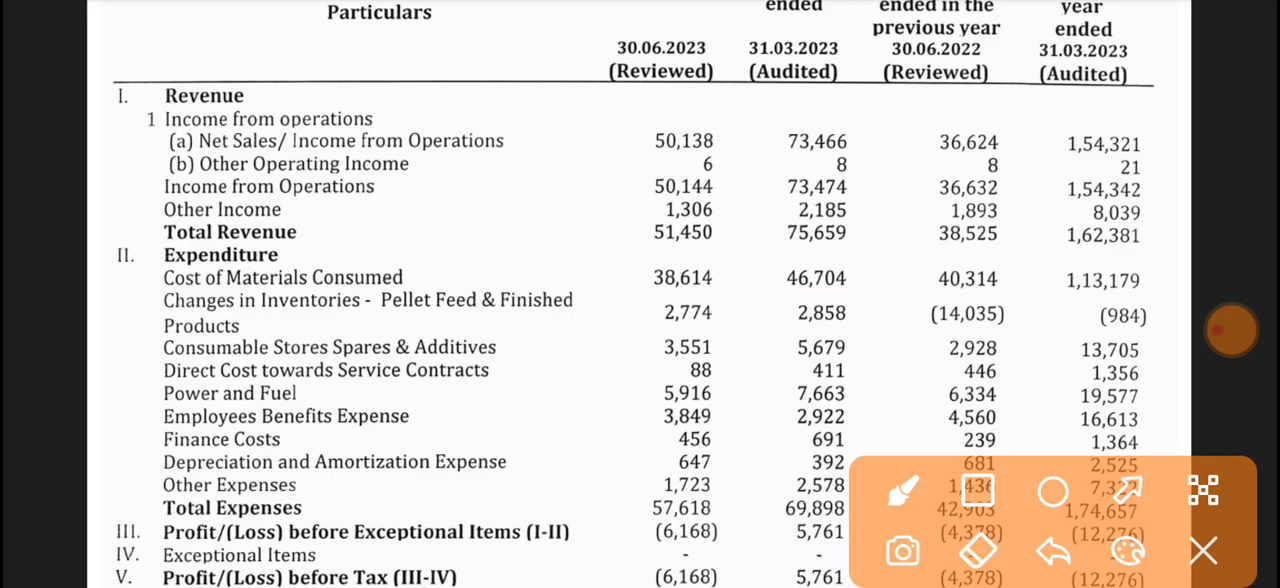 ended ended in the year
Particulars previous year ended
30.06.2023 31.03.2023 30.06.2022 31.03.2023
(Reviewed) (Audited) (Reviewed) (Audited)
I. Revenue
1 Income from operations
(a) Net Sales/ Income from Operations 50,138 73,466 36,624 1,54,321
(b) Other Operating Income 6 8 8 21
Income from Operations 50,144 73,474 36,632 1,54,342
Other Income 1,306 2,185 1,893 8,039
Total Revenue 51,450 75,659 38,525 1,62,381
II. Expenditure
Cost of Materials Consumed 38,614 46,704 40,314 1,13,179
Changes in Inventories - Pellet Feed & Finished
Products 2,774 2,858 (14,035) (984)
Consumable Stores Spares & Additives 3,551 5,679 2,928 13,705
Direct Cost towards Service Contracts 88 411 446 1,356
Power and Fuel 5,916 7,663 6,334 19,577
Employees Benefits Expense 3,849 2,922 4,560 16,613
Finance Costs 456 691 239 1,364
Depreciation and Amortization Expense 647 392 681 2,525
Other Expenses 1,723 2,578
Total Expenses 57,618 69,898 42,903 1,74,657
III. Profit/(Loss) before Exceptional Items (I-II) (6,168) 5,761 (4,378) (12,276)
IV. Exceptional Items - -
V. Profit/(Loss) before Tax (III-IV) (6,168) 5,761 (4,378) (12,276)